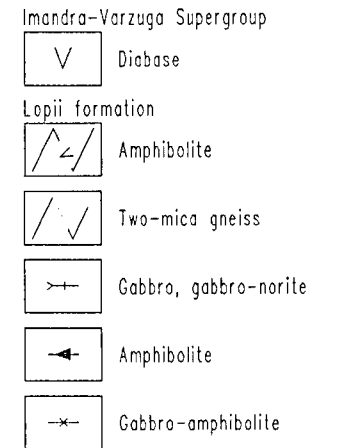 Imandra-Varzuga Supergroup
Diabase
Lopii formation
Amphibolite
Two-mica gneiss
Gabbro, gabbro-norite
Amphibolite
Gabbro-amphibolite